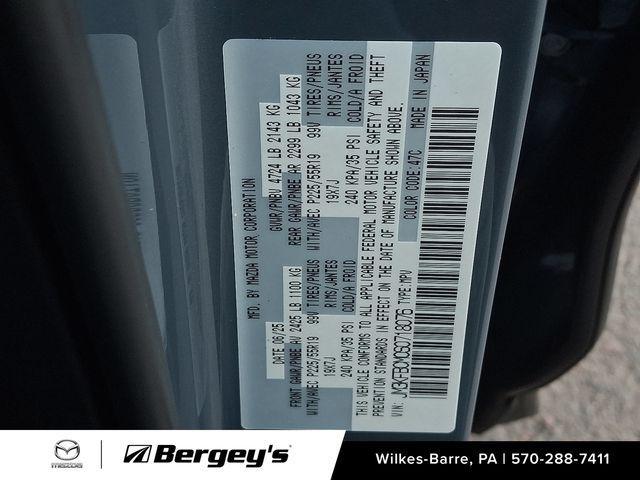 MFD. BY MAZDA MOTOR CORPORATION
DATE 06/25
GVWR/PNBV 4724 LB 2143 KG
FRONT GAWR/PNBE AV 2425 LB 1100 KG
REAR GAWR/PNBE AR 2299 LB 1043 KG
WITH/AVEC P225/55R19 99V TIRES/PNEUS
WITH/AVEC P225/55R19 99V TIRES/PNEUS
19X7J RIMS/JANTES
19X7J RIMS/JANTES
240 KPA/35 PSI COLD/A FROID
240 KPA/35 PSI COLD/A FROID
THIS VEHICLE CONFORMS TO ALL APPLICABLE FEDERAL MOTOR VEHICLE SAFETY AND THEFT
PREVENTION STANDARDS IN EFFECT ON THE DATE OF MANUFACTURE SHOWN ABOVE.
VIN: JM3KFBCM0S0718076 TYPE: MPV
COLOR CODE: 47C MADE IN JAPAN
mazda
Bergey's
Wilkes-Barre, PA | 570-288-7411